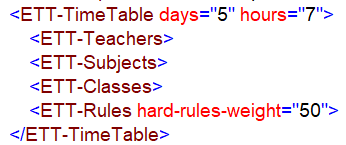 <ETT-TimeTable days="5" hours="7">
<ETT-Teachers>
<ETT-Subjects>
<ETT-Classes>
<ETT-Rules hard-rules-weight="50">
</ETT-TimeTable>